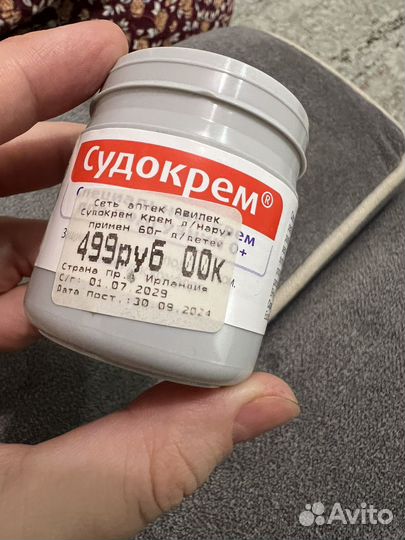 Судокрем®
Сеть аптек Авилек
Судокрем крем д/наруж
примен 60г д/детей 0+
499руб 00к
Страна пр.: Ирландия
С/г: 01.07.2029
Дата Пост.: 30.09.2024
Avito